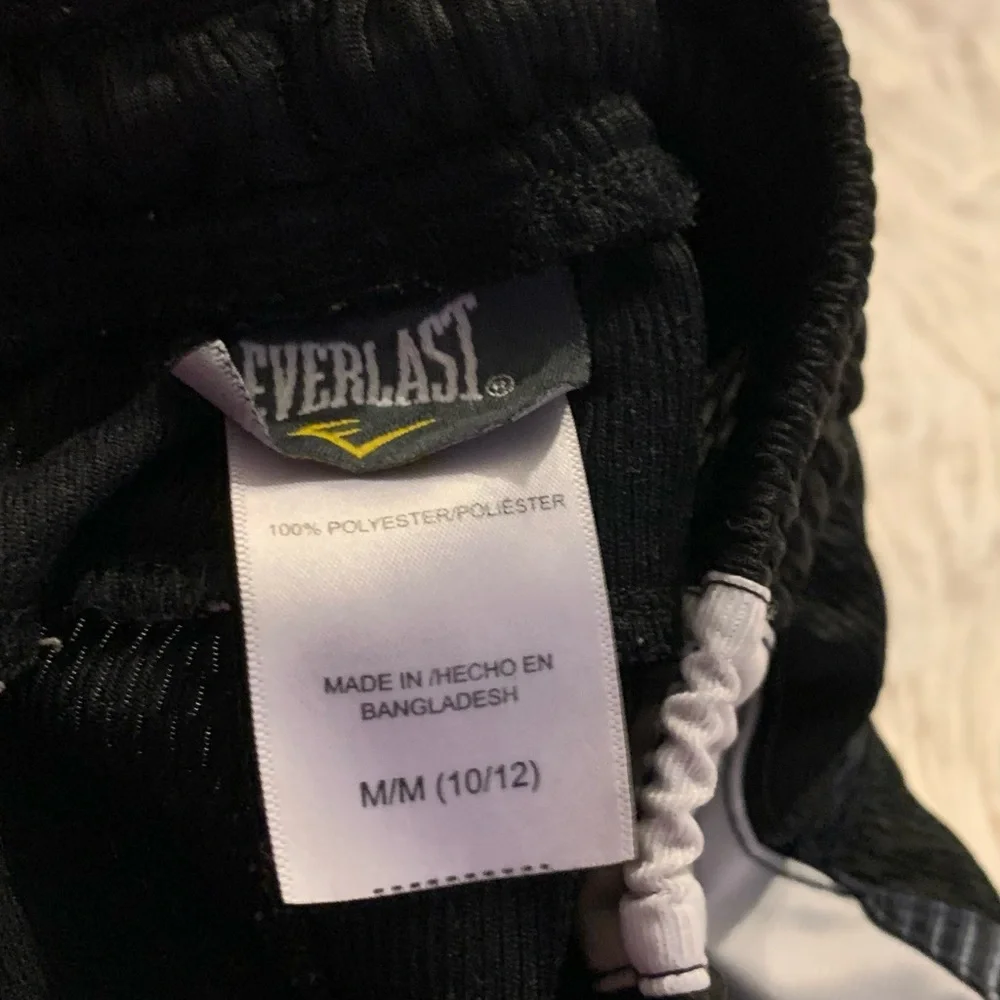 EVERLAST®
100% POLYESTER/POLIÉSTER
MADE IN /HECHO EN
BANGLADESH
M/M (10/12)